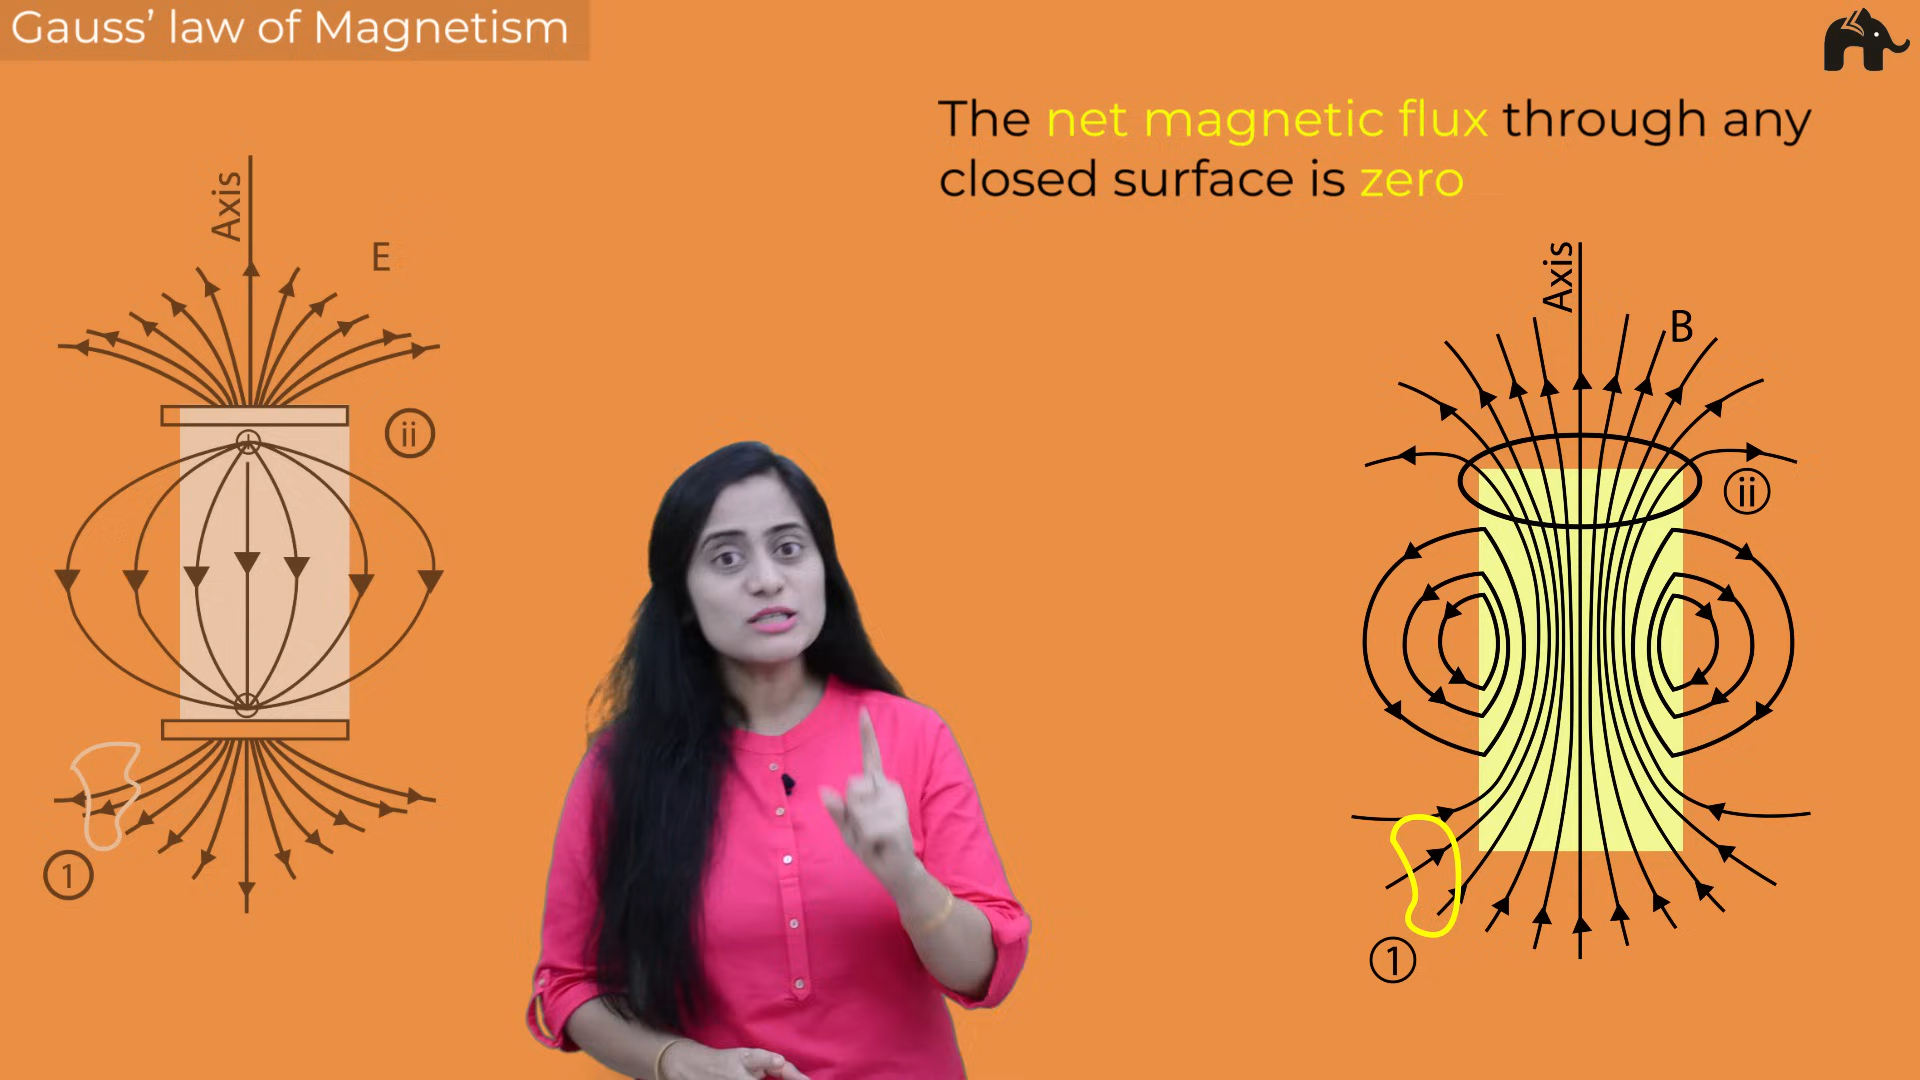 Gauss’ law of Magnetism
The net magnetic flux through any
closed surface is zero
Axis
E
ii
1
Axis
B
ii
1